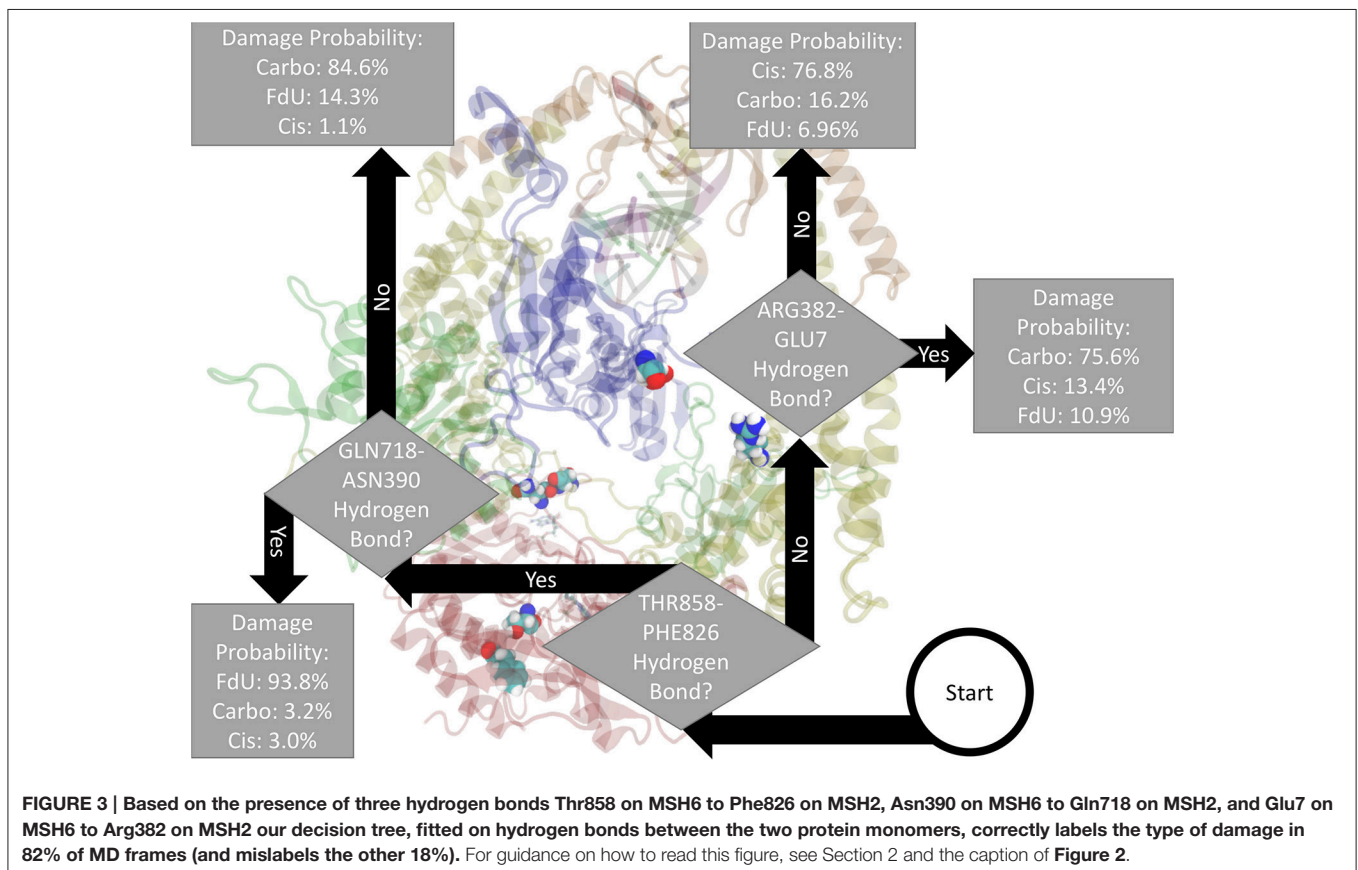 Damage Probability:
Carbo: 84.6%
FdU: 14.3%
Cis: 1.1%
Damage Probability:
Cis: 76.8%
Carbo: 16.2%
FdU: 6.96%
No
No
ARG382-
GLU7
Hydrogen
Bond?
Yes
Damage
Probability:
Carbo: 75.6%
Cis: 13.4%
FdU: 10.9%
GLN718-
ASN390
Hydrogen
Bond?
Yes
No
Yes
THR858-
PHE826
Hydrogen
Bond?
Damage
Probability:
FdU: 93.8%
Carbo: 3.2%
Cis: 3.0%
Start
FIGURE 3 | Based on the presence of three hydrogen bonds Thr858 on MSH6 to Phe826 on MSH2, Asn390 on MSH6 to Gln718 on MSH2, and Glu7 on
MSH6 to Arg382 on MSH2 our decision tree, fitted on hydrogen bonds between the two protein monomers, correctly labels the type of damage in
82% of MD frames (and mislabels the other 18%). For guidance on how to read this figure, see Section 2 and the caption of Figure 2.